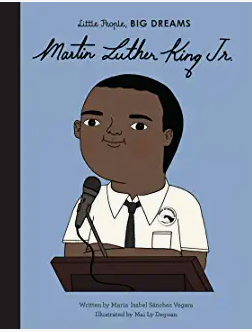 Little People, BIG DREAMS
Martin Luther King Jr.
Written by Maria Isabel Sánchez Vegara
Illustrated by Mai Ly Degnan